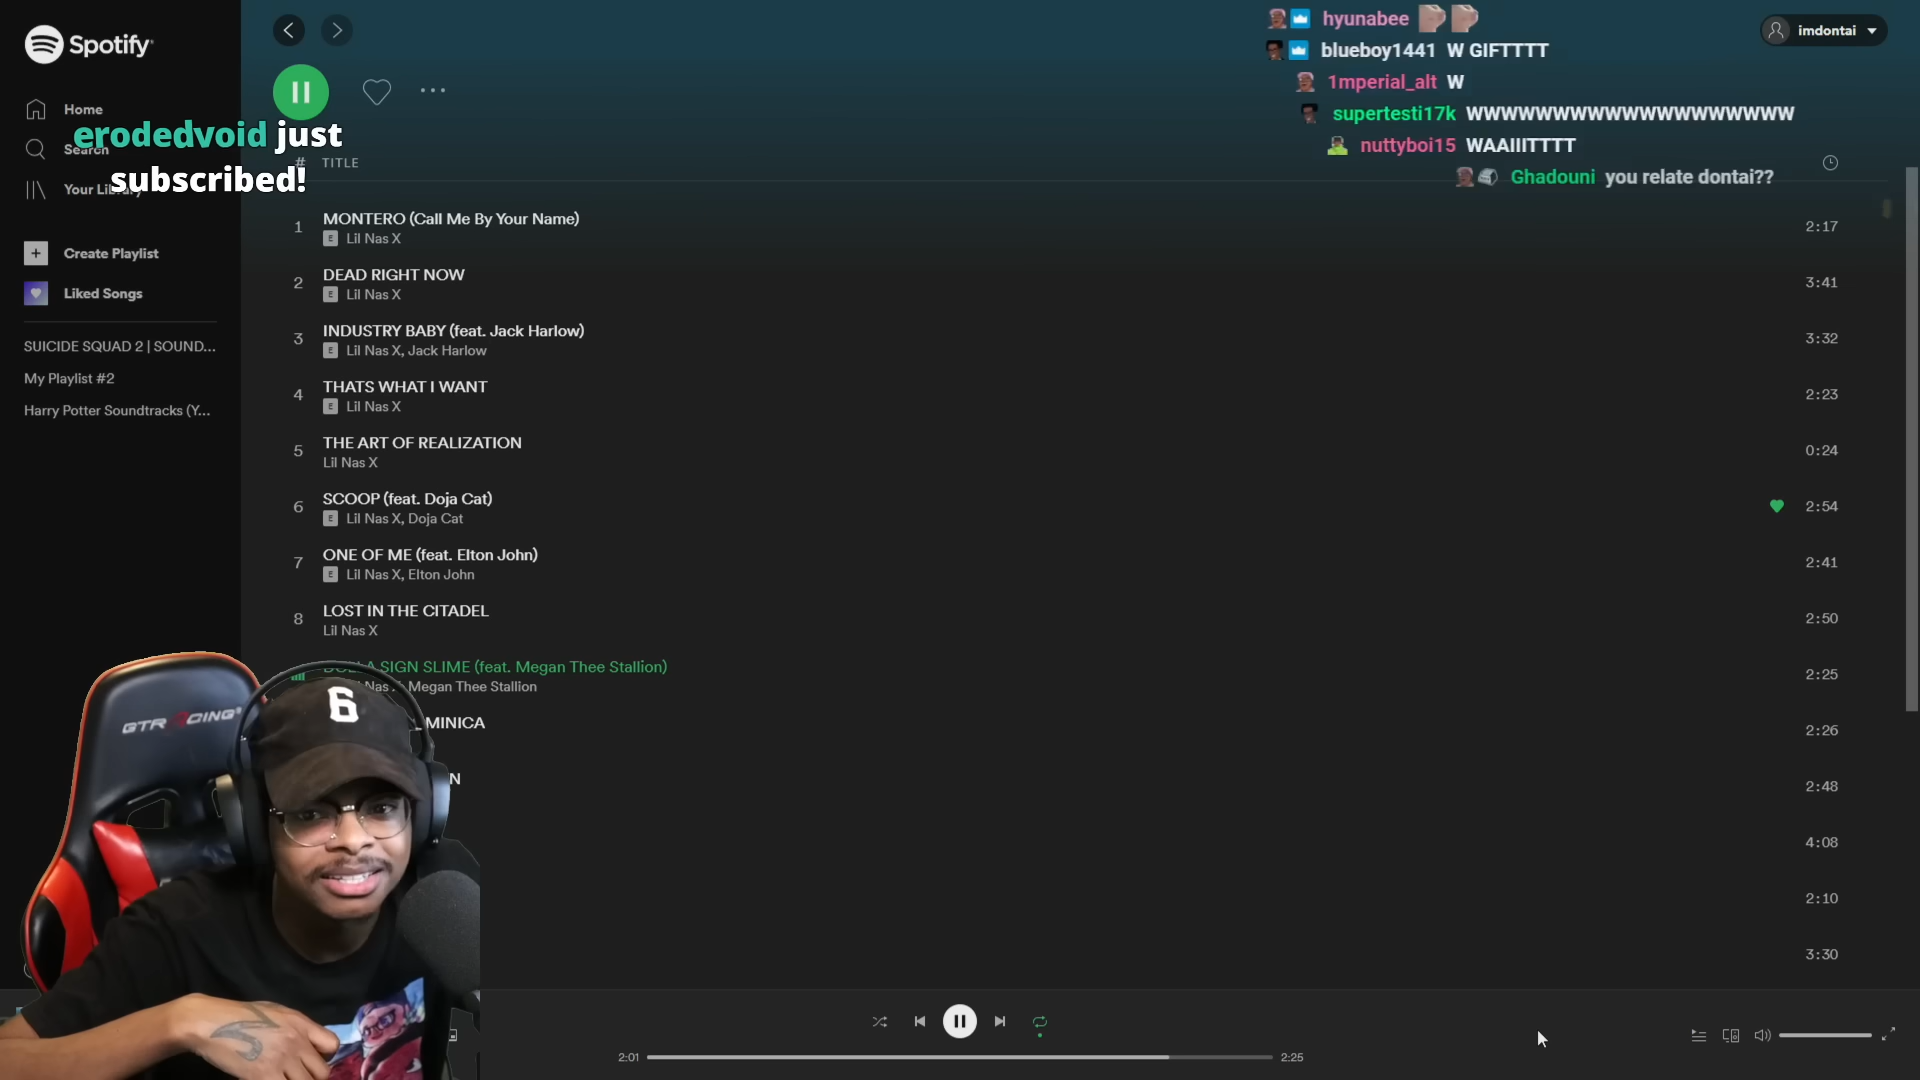 Spotify
imdontai
Home
Search
Your Library
Create Playlist
Liked Songs
SUICIDE SQUAD 2 | SOUND...
My Playlist #2
Harry Potter Soundtracks (Y...
erodedvoid just
subscribed!
hyunabee
blueboy1441 W GIFTTTT
1mperial_alt W
supertesti17k WWWWWWWWWWWWWWWWWWW
nuttyboi15 WAAIIITTTT
Ghadouni you relate dontai??
# TITLE
1 MONTERO (Call Me By Your Name) 2:17
E Lil Nas X
2 DEAD RIGHT NOW 3:41
E Lil Nas X
3 INDUSTRY BABY (feat. Jack Harlow) 3:32
E Lil Nas X, Jack Harlow
4 THATS WHAT I WANT 2:23
E Lil Nas X
5 THE ART OF REALIZATION 0:24
Lil Nas X
6 SCOOP (feat. Doja Cat) 2:54
E Lil Nas X, Doja Cat
7 ONE OF ME (feat. Elton John) 2:41
E Lil Nas X, Elton John
8 LOST IN THE CITADEL 2:50
Lil Nas X
SIGN SLIME (feat. Megan Thee Stallion) 2:25
Nas X, Megan Thee Stallion
MINICA 2:26
N 2:48
4:08
2:10
3:30
GTRACING
6
2:01 2:25